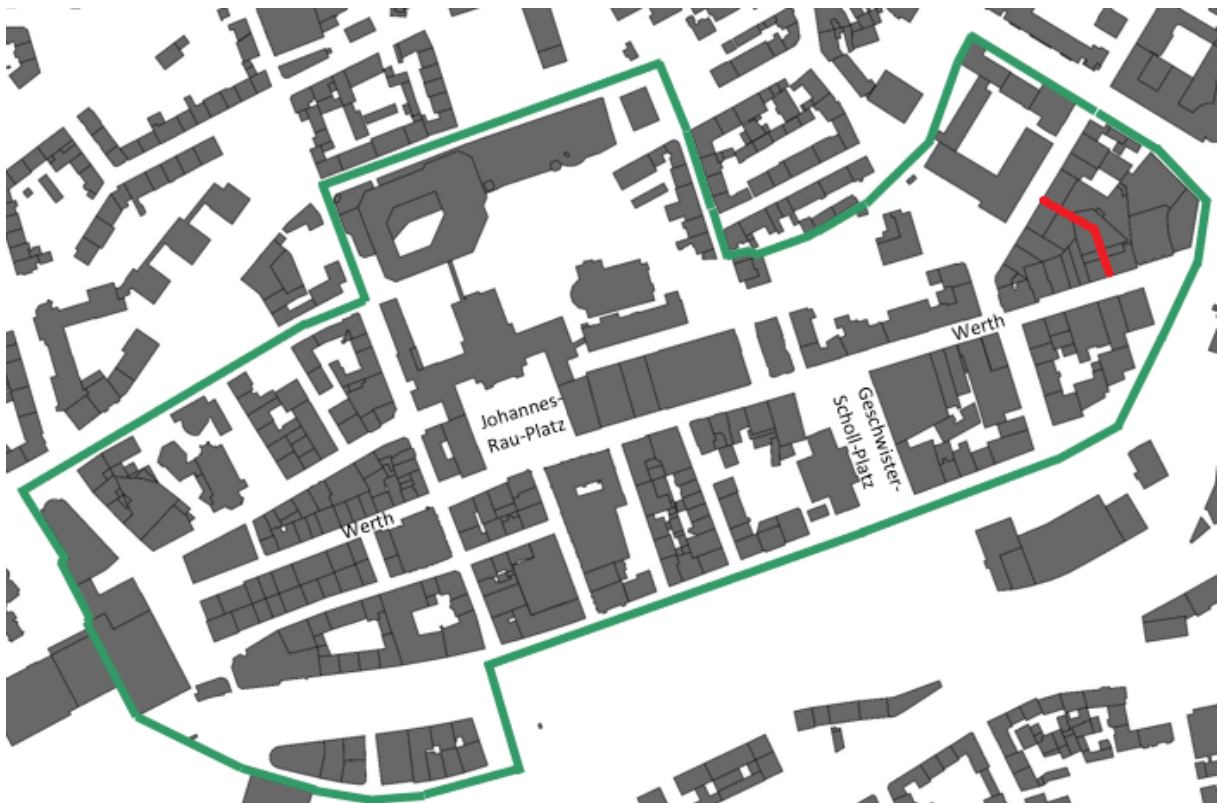 Werth
Johannes-
Rau-Platz
Geschwister-
Scholl-Platz
Werth